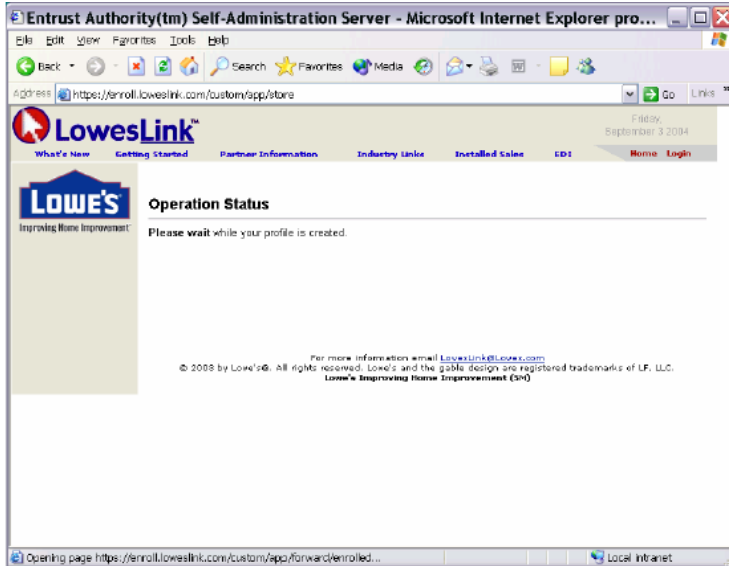 Entrust Authority(tm) Self-Administration Server - Microsoft Internet Explorer pro...
File Edit View Favorites Tools Help
Back Search Favorites Media
Address https://enroll.loweslink.com/custom/app/store Go Links
LowesLink™
Friday,
September 3 2004
What's New Getting Started Partner Information Industry Links Installed Sales EDI Home Login
LOWE'S
Improving Home Improvement
Operation Status
Please wait while your profile is created.
For more information email LowesLink@Lowes.com
© 2003 by Lowe's®. All rights reserved. Lowe's and the gable design are registered trademarks of LF, LLC.
Lowe's Improving Home Improvement (SM)
Opening page https://enroll.loweslink.com/custom/app/forward/enrolled... Local intranet